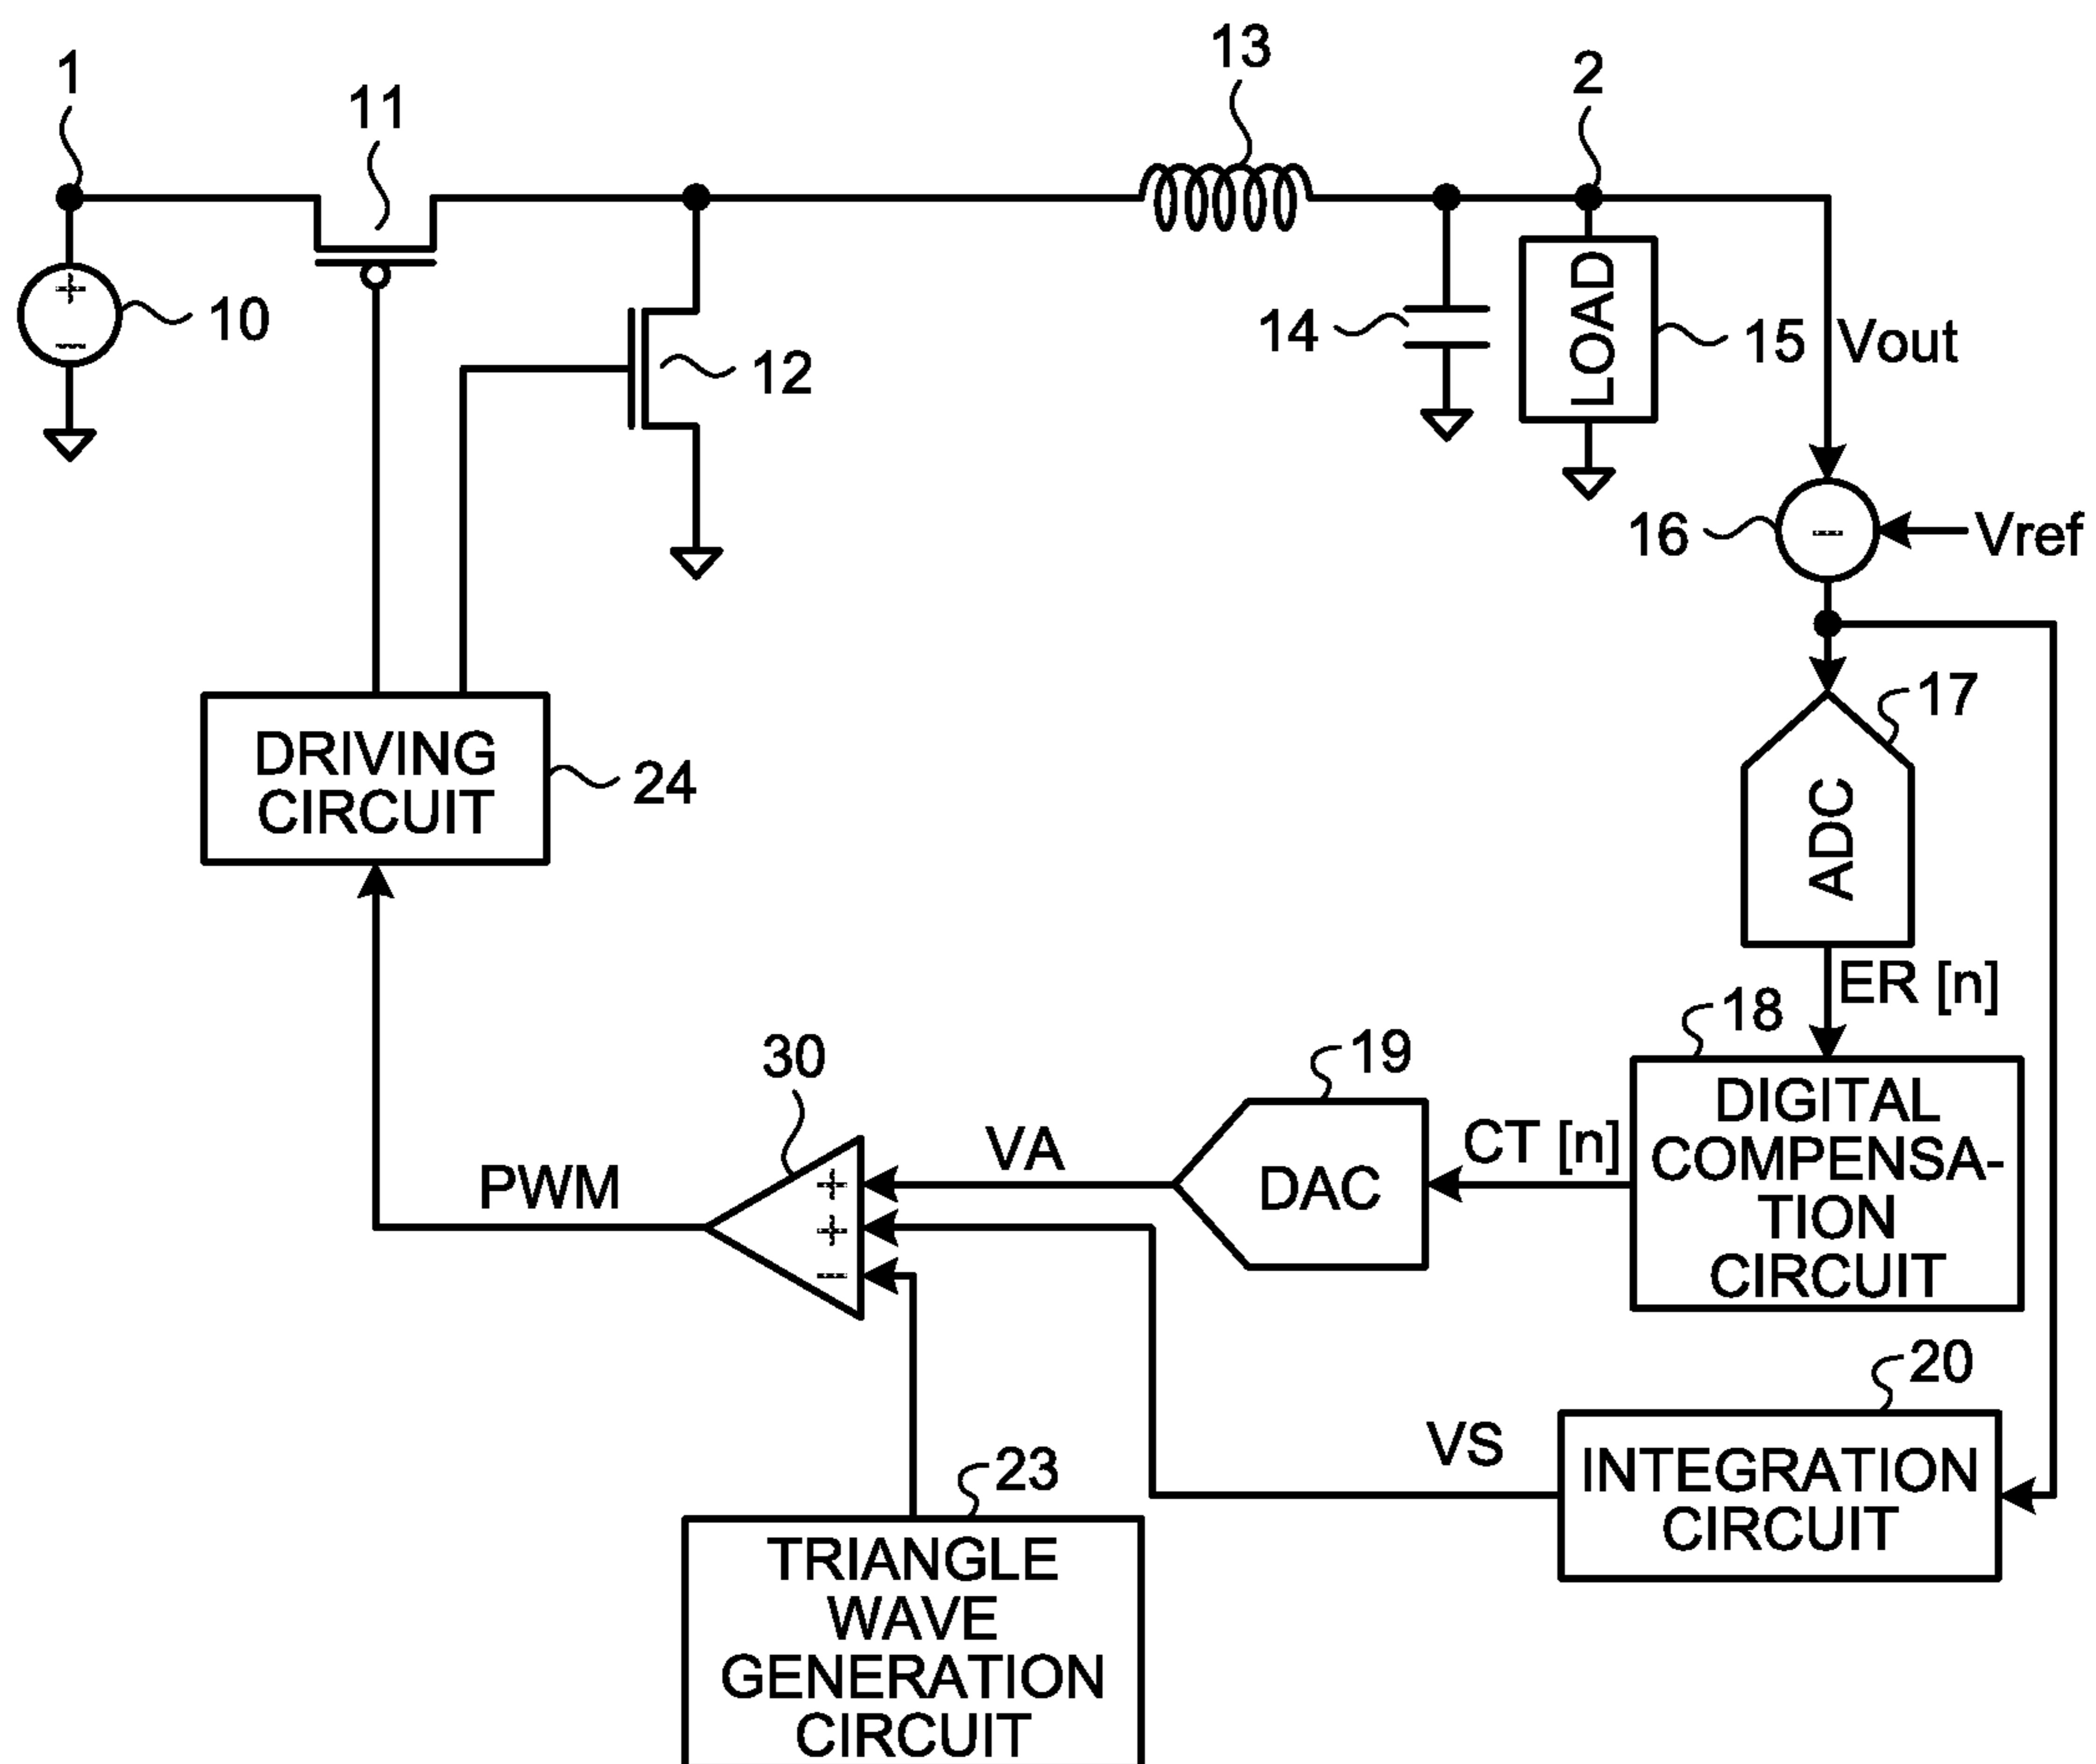 1
11
13
2
10
12
14
LOAD
15
Vout
16
-
Vref
17
ADC
DRIVING
CIRCUIT
24
ER [n]
18
DIGITAL
COMPENSA-
TION
CIRCUIT
19
DAC
CT [n]
VA
30
+
+
-
PWM
20
INTEGRATION
CIRCUIT
VS
23
TRIANGLE
WAVE
GENERATION
CIRCUIT